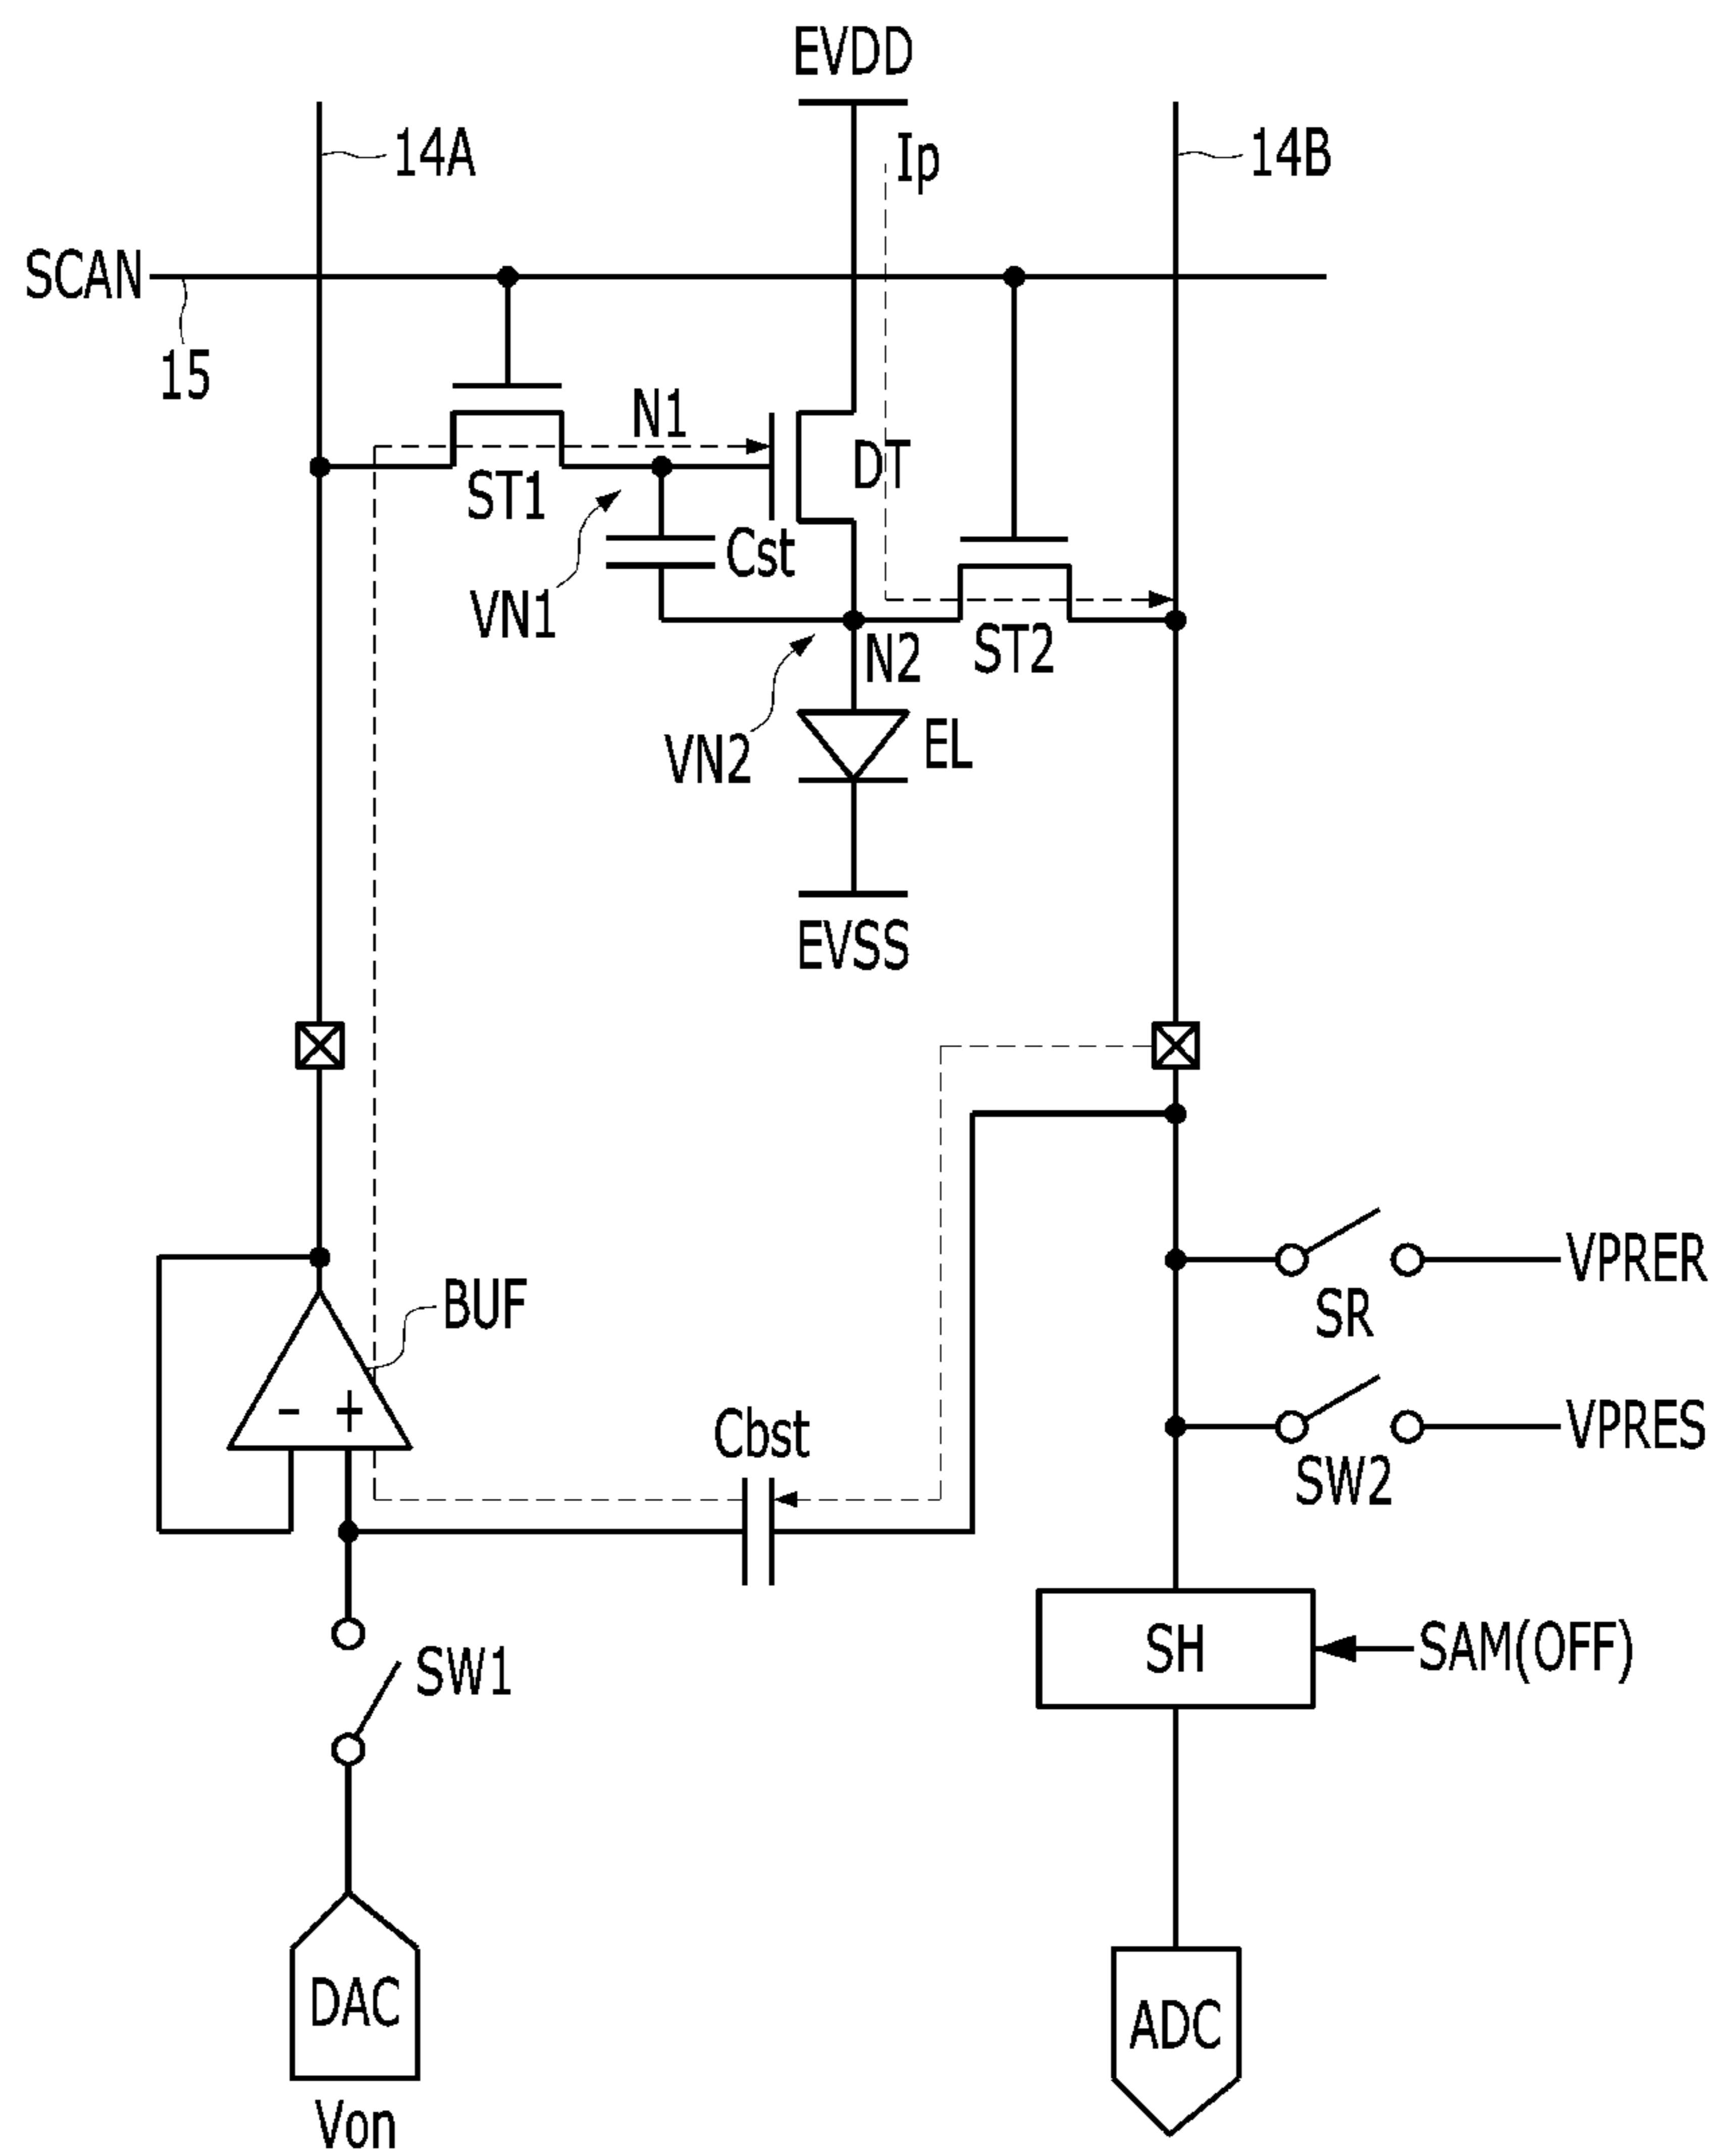 EVDD
14A
Ip
14B
SCAN
15
N1
DT
ST1
Cst
VN1
ST2
N2
VN2
EL
EVSS
VPRER
BUF
SR
- +
Cbst
VPRES
SW2
SH
SAM(OFF)
SW1
DAC
ADC
Von